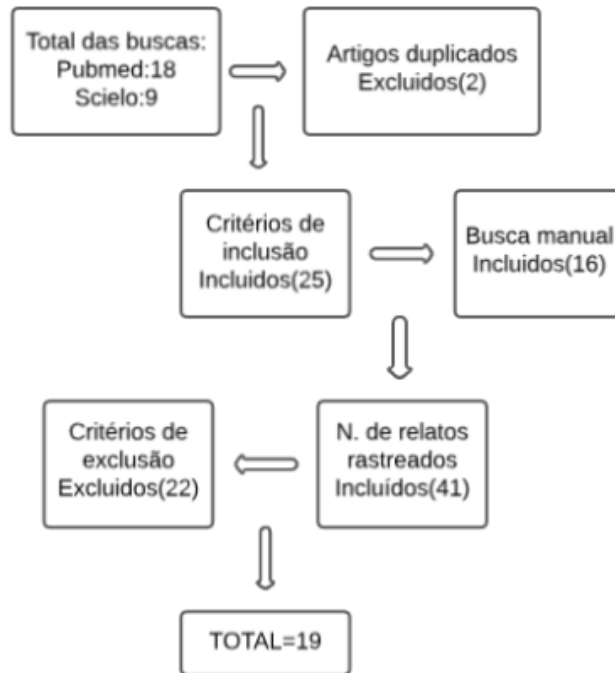 Total das buscas:
Pubmed:18
Scielo:9
Artigos duplicados
Excluidos(2)
Critérios de
inclusão
Incluidos(25)
Busca manual
Incluidos(16)
N. de relatos
rastreados
Incluídos(41)
Critérios de
exclusão
Excluidos(22)
TOTAL=19